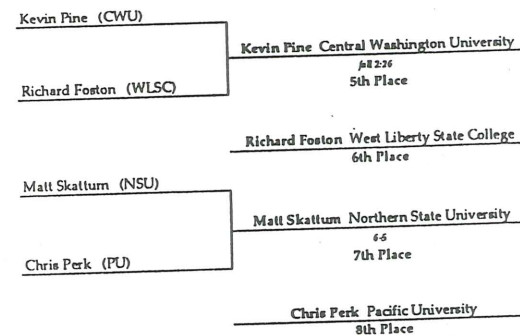 Kevin Pine (CWU)
Kevin Pine Central Washington University
fall 2:26
5th Place
Richard Foston (WLSC)
Richard Foston West Liberty State College
6th Place
Matt Skattum (NSU)
Matt Skattum Northern State University
6-5
7th Place
Chris Perk (PU)
Chris Perk Pacific University
8th Place